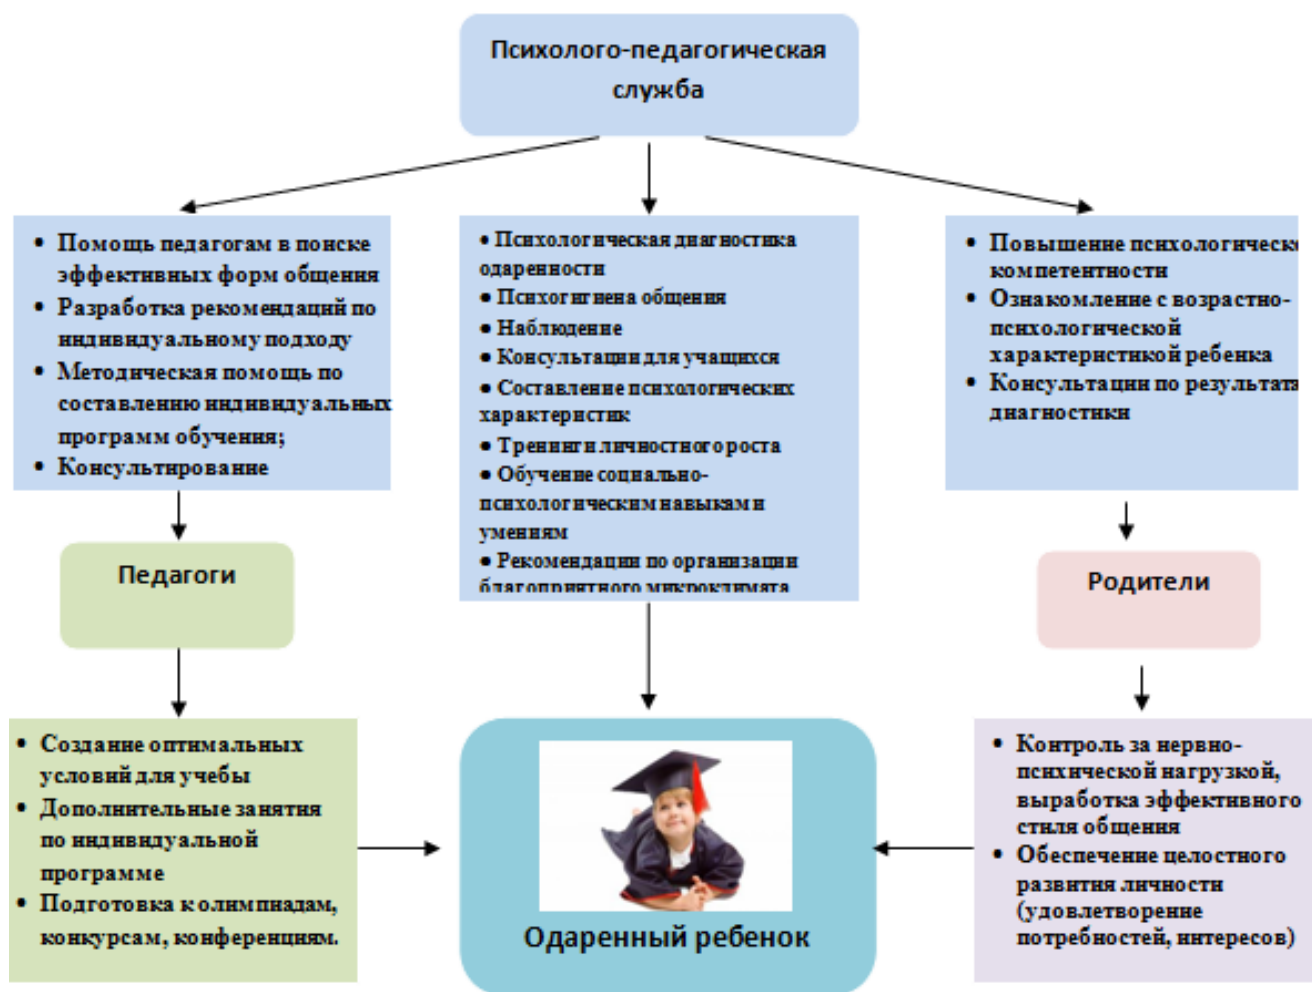 Психолого-педагогическая
служба
• Помощь педагогам в поиске
эффективных форм общения
• Разработка рекомендаций по
индивидуальному подходу
• Методическая помощь по
составлению индивидуальных
программ обучения;
• Консультирование
• Психологическая диагностика
одаренности
• Психогигиена общения
• Наблюдение
• Консультации для учащихся
• Составление психологических
характеристик
• Тренинги личностного роста
• Обучение социально-
психологическим навыкам и
умениям
• Рекомендации по организации
благоприятного микроклимата
• Повышение психологическо
компетентности
• Ознакомление с возрастно-
психологической
характеристикой ребенка
• Консультации по результата
диагностики
Педагоги
Родители
• Создание оптимальных
условий для учебы
• Дополнительные занятия
по индивидуальной
программе
• Подготовка к олимпиадам,
конкурсам, конференциям.
Одаренный ребенок
• Контроль за нервно-
психической нагрузкой,
выработка эффективного
стиля общения
• Обеспечение целостного
развития личности
(удовлетворение
потребностей, интересов)